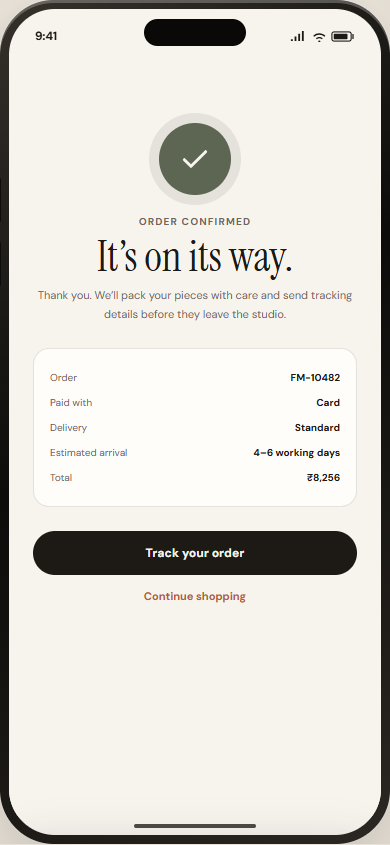 9:41
ORDER CONFIRMED
It’s on its way.
Thank you. We’ll pack your pieces with care and send tracking
details before they leave the studio.
Order FM-10482
Paid with Card
Delivery Standard
Estimated arrival 4–6 working days
Total ₹8,256
Track your order
Continue shopping